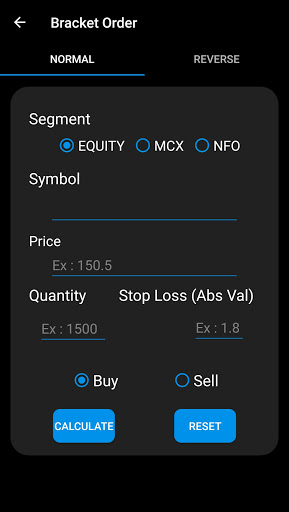 Bracket Order
NORMAL REVERSE
Segment
EQUITY MCX NFO
Symbol
Price
Ex : 150.5
Quantity Stop Loss (Abs Val)
Ex : 1500 Ex : 1.8
Buy Sell
CALCULATE RESET